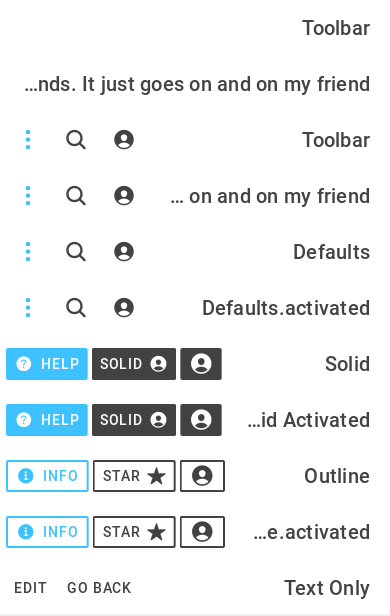 Toolbar
...nds. It just goes on and on my friend
Toolbar
... on and on my friend
Defaults
Defaults.activated
HELP SOLID Solid
HELP SOLID ...id Activated
INFO STAR Outline
INFO STAR ...e.activated
EDIT GO BACK Text Only